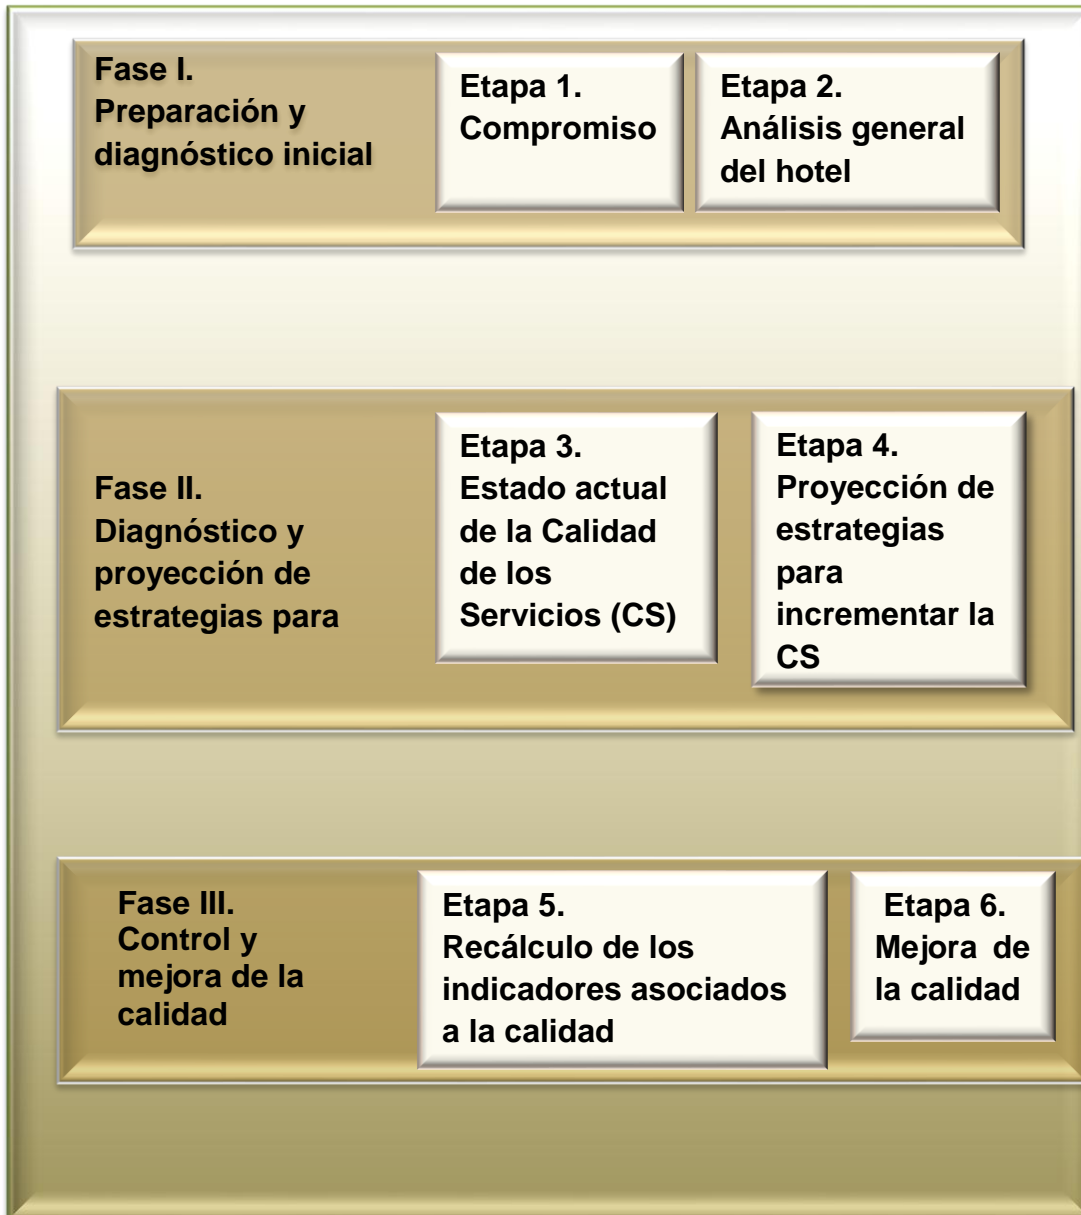 Fase I.
Preparación y
diagnóstico inicial
Etapa 1.
Compromiso
Etapa 2.
Análisis general
del hotel
Fase II.
Diagnóstico y
proyección de
estrategias para
Etapa 3.
Estado actual
de la Calidad
de los
Servicios (CS)
Etapa 4.
Proyección de
estrategias
para
incrementar la
CS
Fase III.
Control y
mejora de la
calidad
Etapa 5.
Recálculo de los
indicadores asociados
a la calidad
Etapa 6.
Mejora de
la calidad